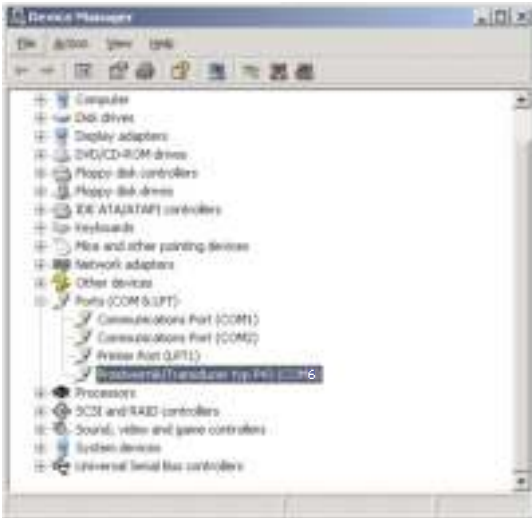 Device Manager
File Action View Help
Computer
Disk drives
Display adapters
DVD/CD-ROM drives
Floppy disk controllers
Floppy disk drives
IDE ATA/ATAPI controllers
Keyboards
Mice and other pointing devices
Network adapters
Other devices
Ports (COM & LPT)
Communications Port (COM1)
Communications Port (COM2)
Printer Port (LPT1)
(Transducer typ (COM6
Processors
SCSI and RAID controllers
Sound, video and game controllers
System devices
Universal Serial Bus controllers